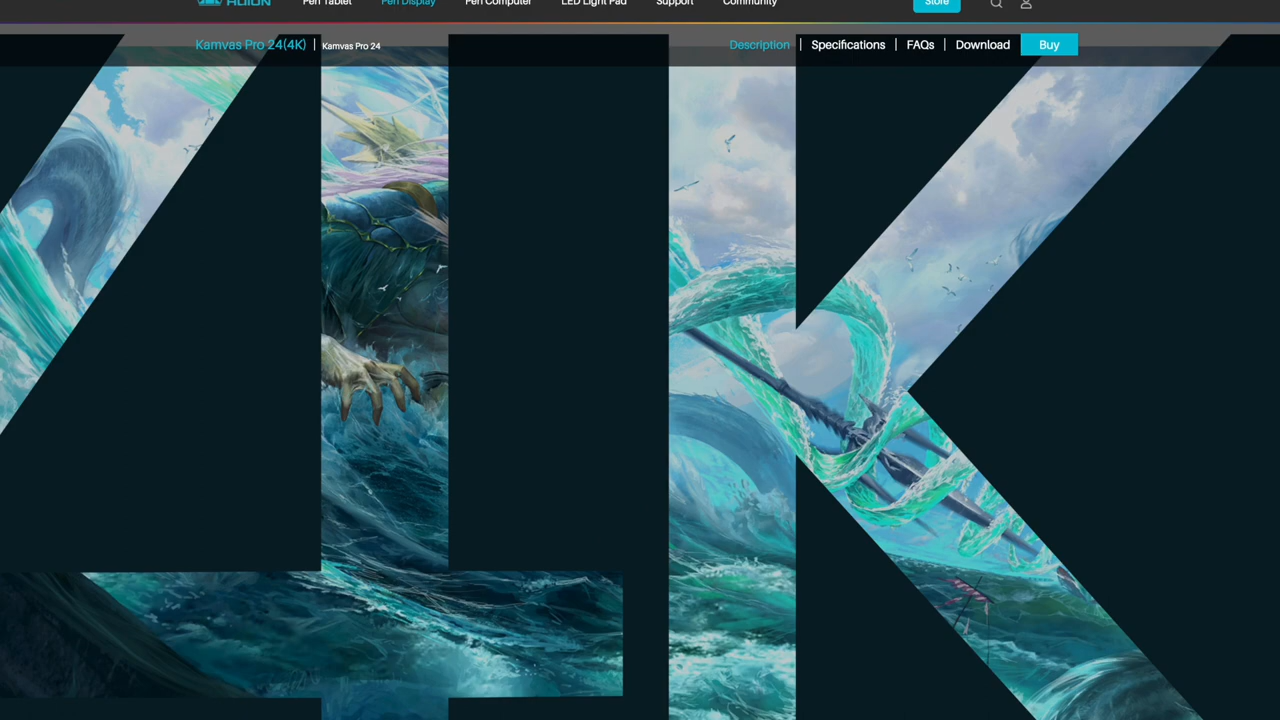 HUION Pen Tablet Pen Display Pen Computer LED Light Pad Support Community Store
Kamvas Pro 24(4K) | Kamvas Pro 24 Description | Specifications | FAQs | Download Buy
4K